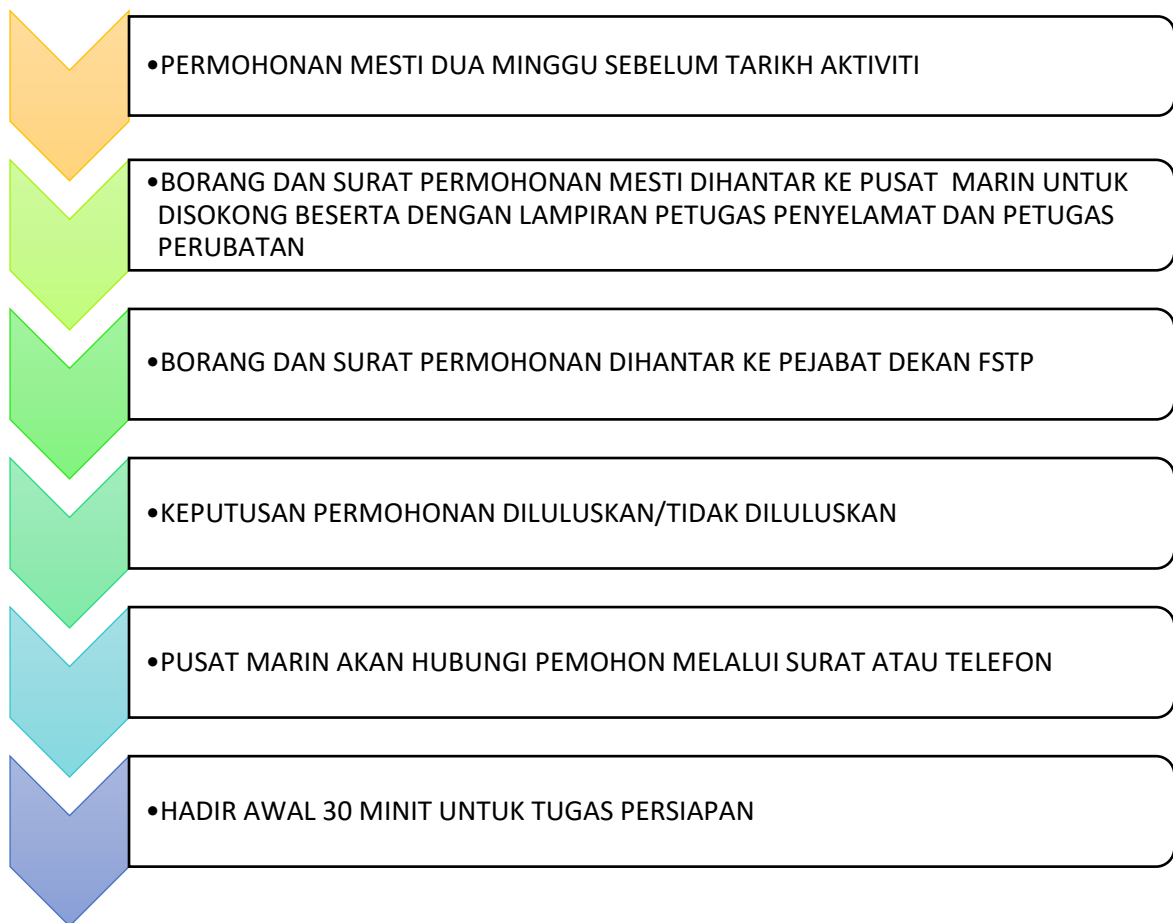 •PERMOHONAN MESTI DUA MINGGU SEBELUM TARIKH AKTIVITI
•BORANG DAN SURAT PERMOHONAN MESTI DIHANTAR KE PUSAT MARIN UNTUK
DISOKONG BESERTA DENGAN LAMPIRAN PETUGAS PENYELAMAT DAN PETUGAS
PERUBATAN
•BORANG DAN SURAT PERMOHONAN DIHANTAR KE PEJABAT DEKAN FSTP
•KEPUTUSAN PERMOHONAN DILULUSKAN/TIDAK DILULUSKAN
•PUSAT MARIN AKAN HUBUNGI PEMOHON MELALUI SURAT ATAU TELEFON
•HADIR AWAL 30 MINIT UNTUK TUGAS PERSIAPAN